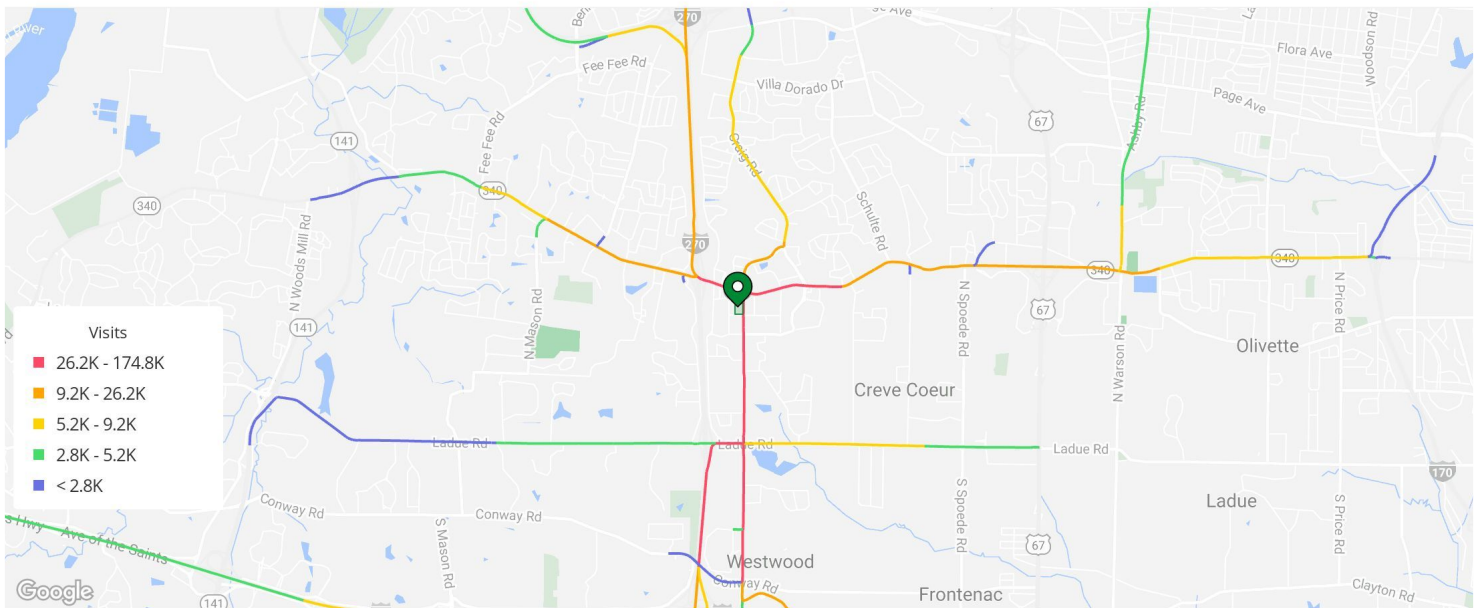 River
Fee Fee Rd
270
Villa Dorado Dr
Flora Ave
Woodson Rd
Page Ave
67
141
Fee Fee Rd
Craig Rd
Ashby Rd
340
340
N Woods Mill Rd
Schulte Rd
270
340
340
N Mason Rd
N Spoede Rd
67
N Warson Rd
N Price Rd
Olivette
141
Visits
26.2K - 174.8K
9.2K - 26.2K
5.2K - 9.2K
2.8K - 5.2K
< 2.8K
Creve Coeur
Ladue Rd
Ladue Rd
Ladue Rd
170
Conway Rd
Conway Rd
S Mason Rd
S Spoede Rd
Ladue
S Price Rd
s Hwy - Ave of the Saints
67
Westwood
Conway Rd
Frontenac
Clayton Rd
141
Google